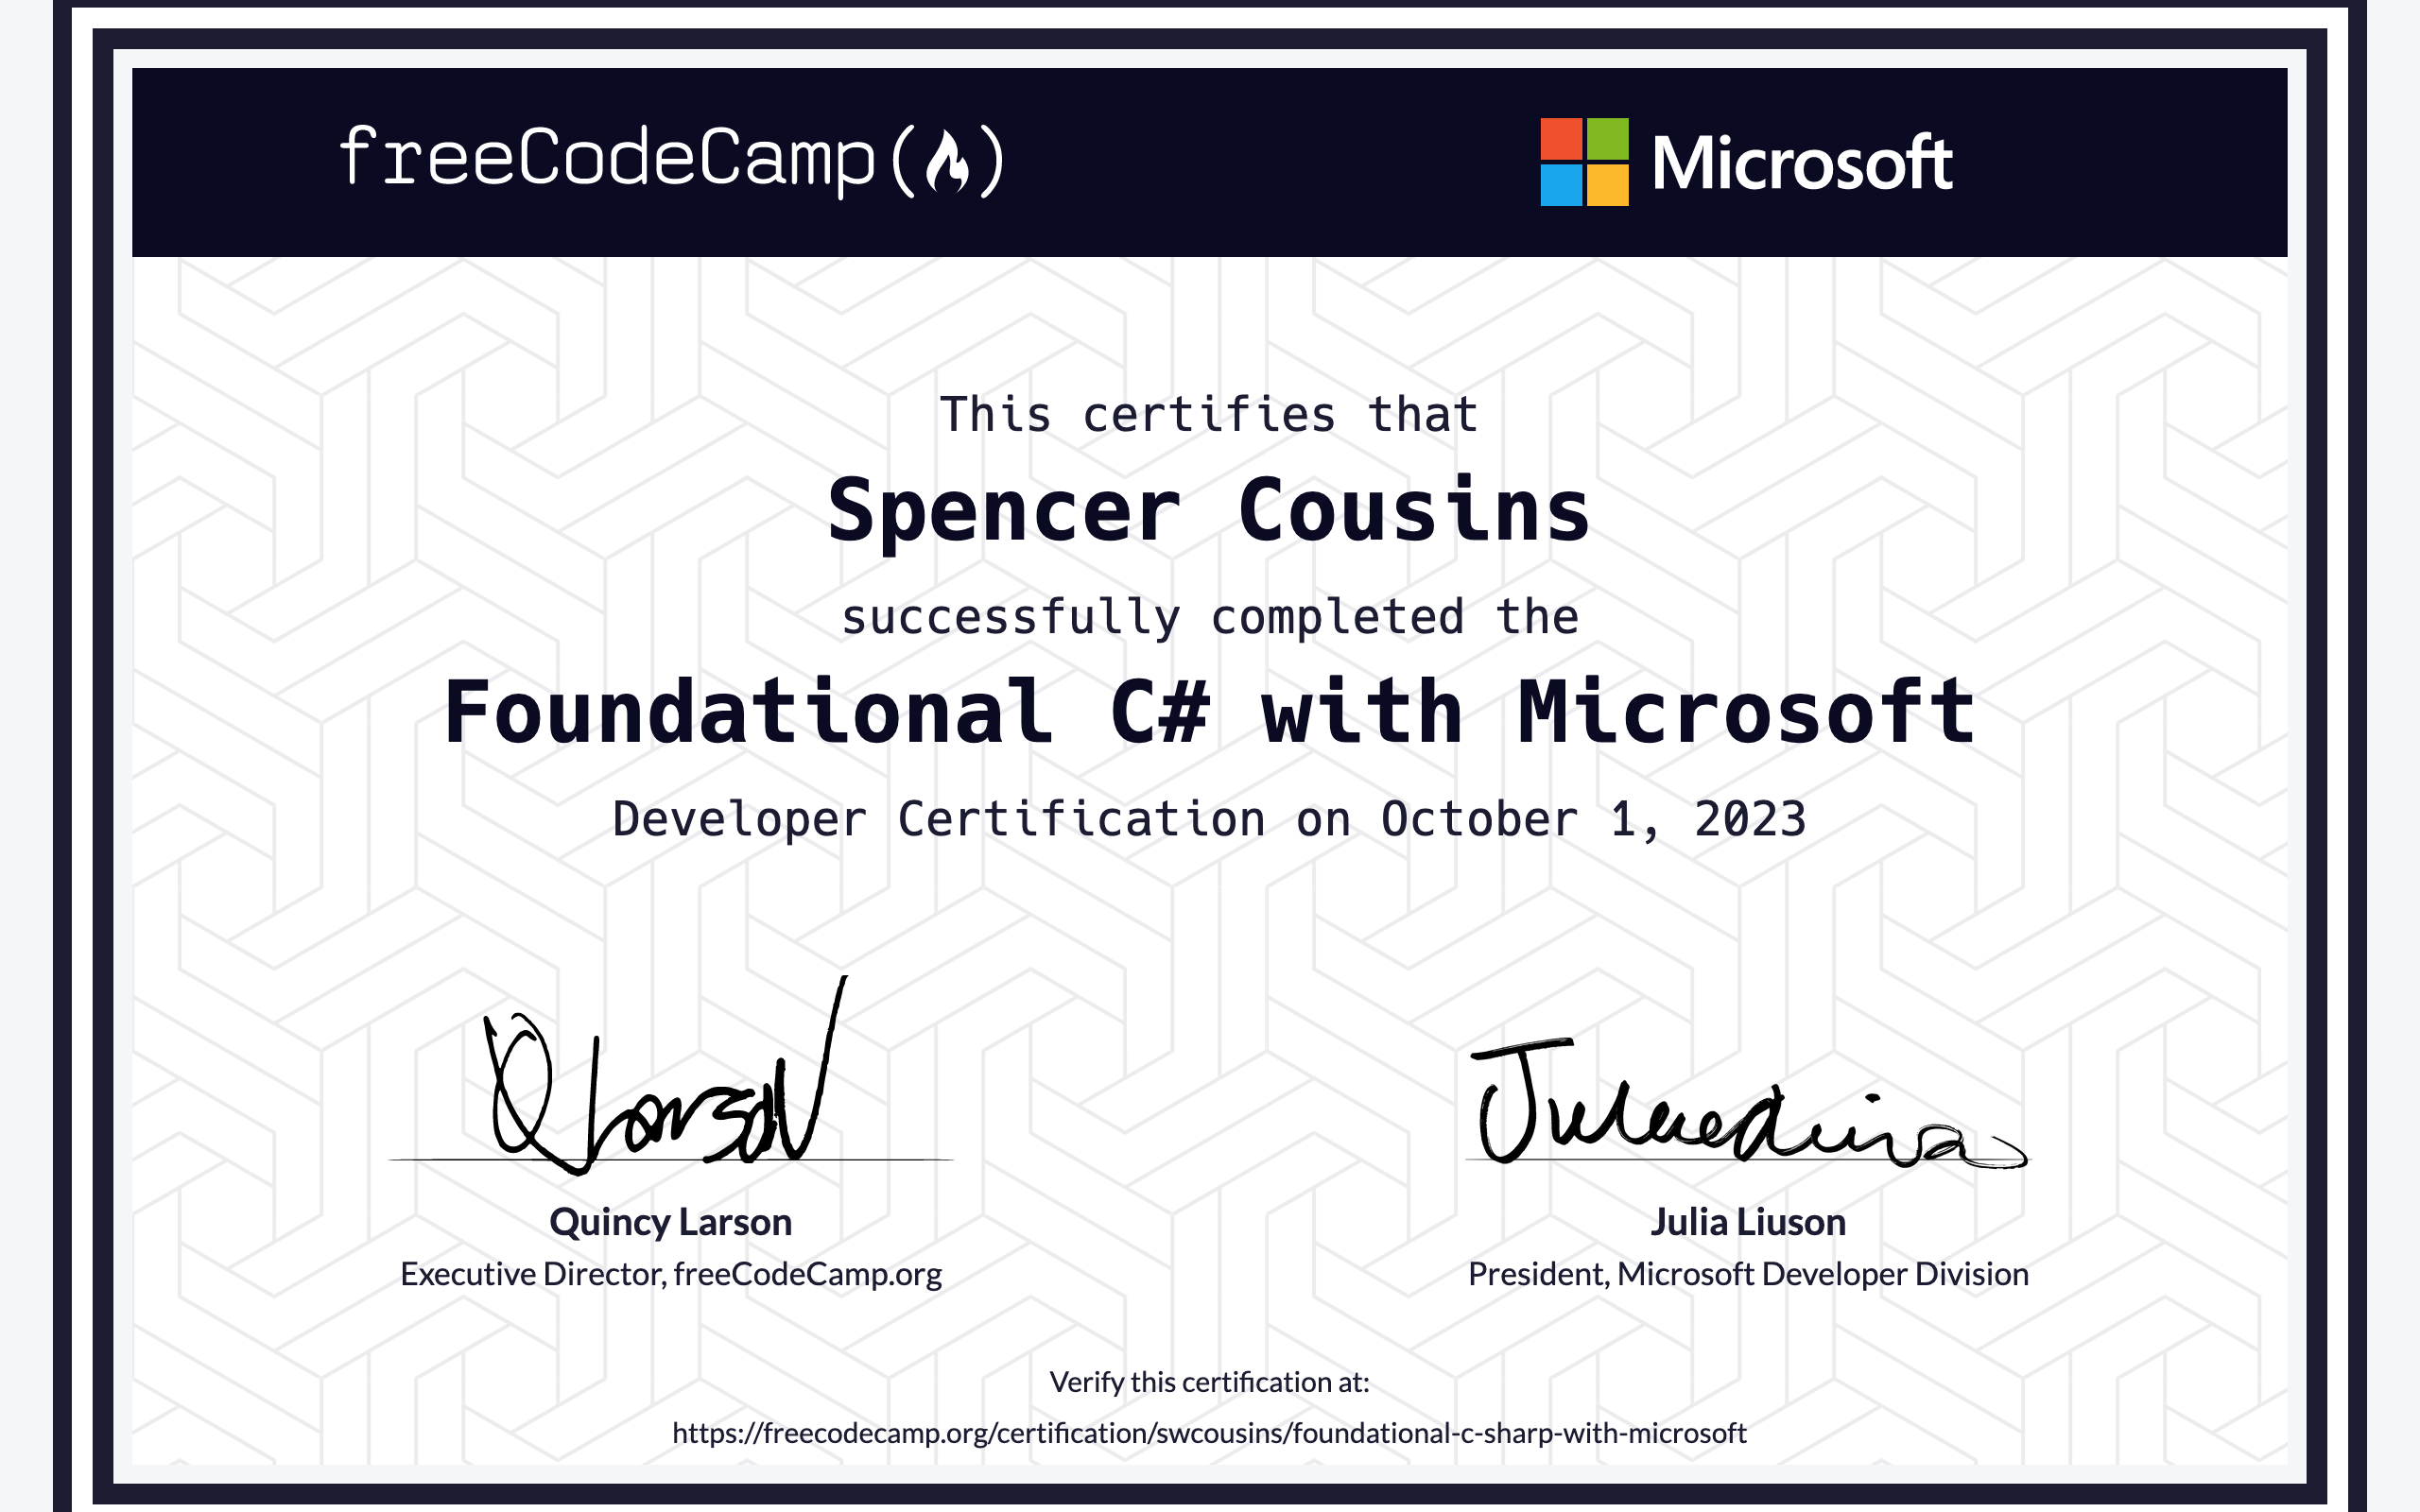 freeCodeCamp
Microsoft
This certifies that
Spencer Cousins
successfully completed the
Foundational C# with Microsoft
Developer Certification on October 1, 2023
Quincy Larson
Executive Director, freeCodeCamp.org
Julia Liuson
President, Microsoft Developer Division
Verify this certification at:
https://freecodecamp.org/certification/swcousins/foundational-c-sharp-with-microsoft